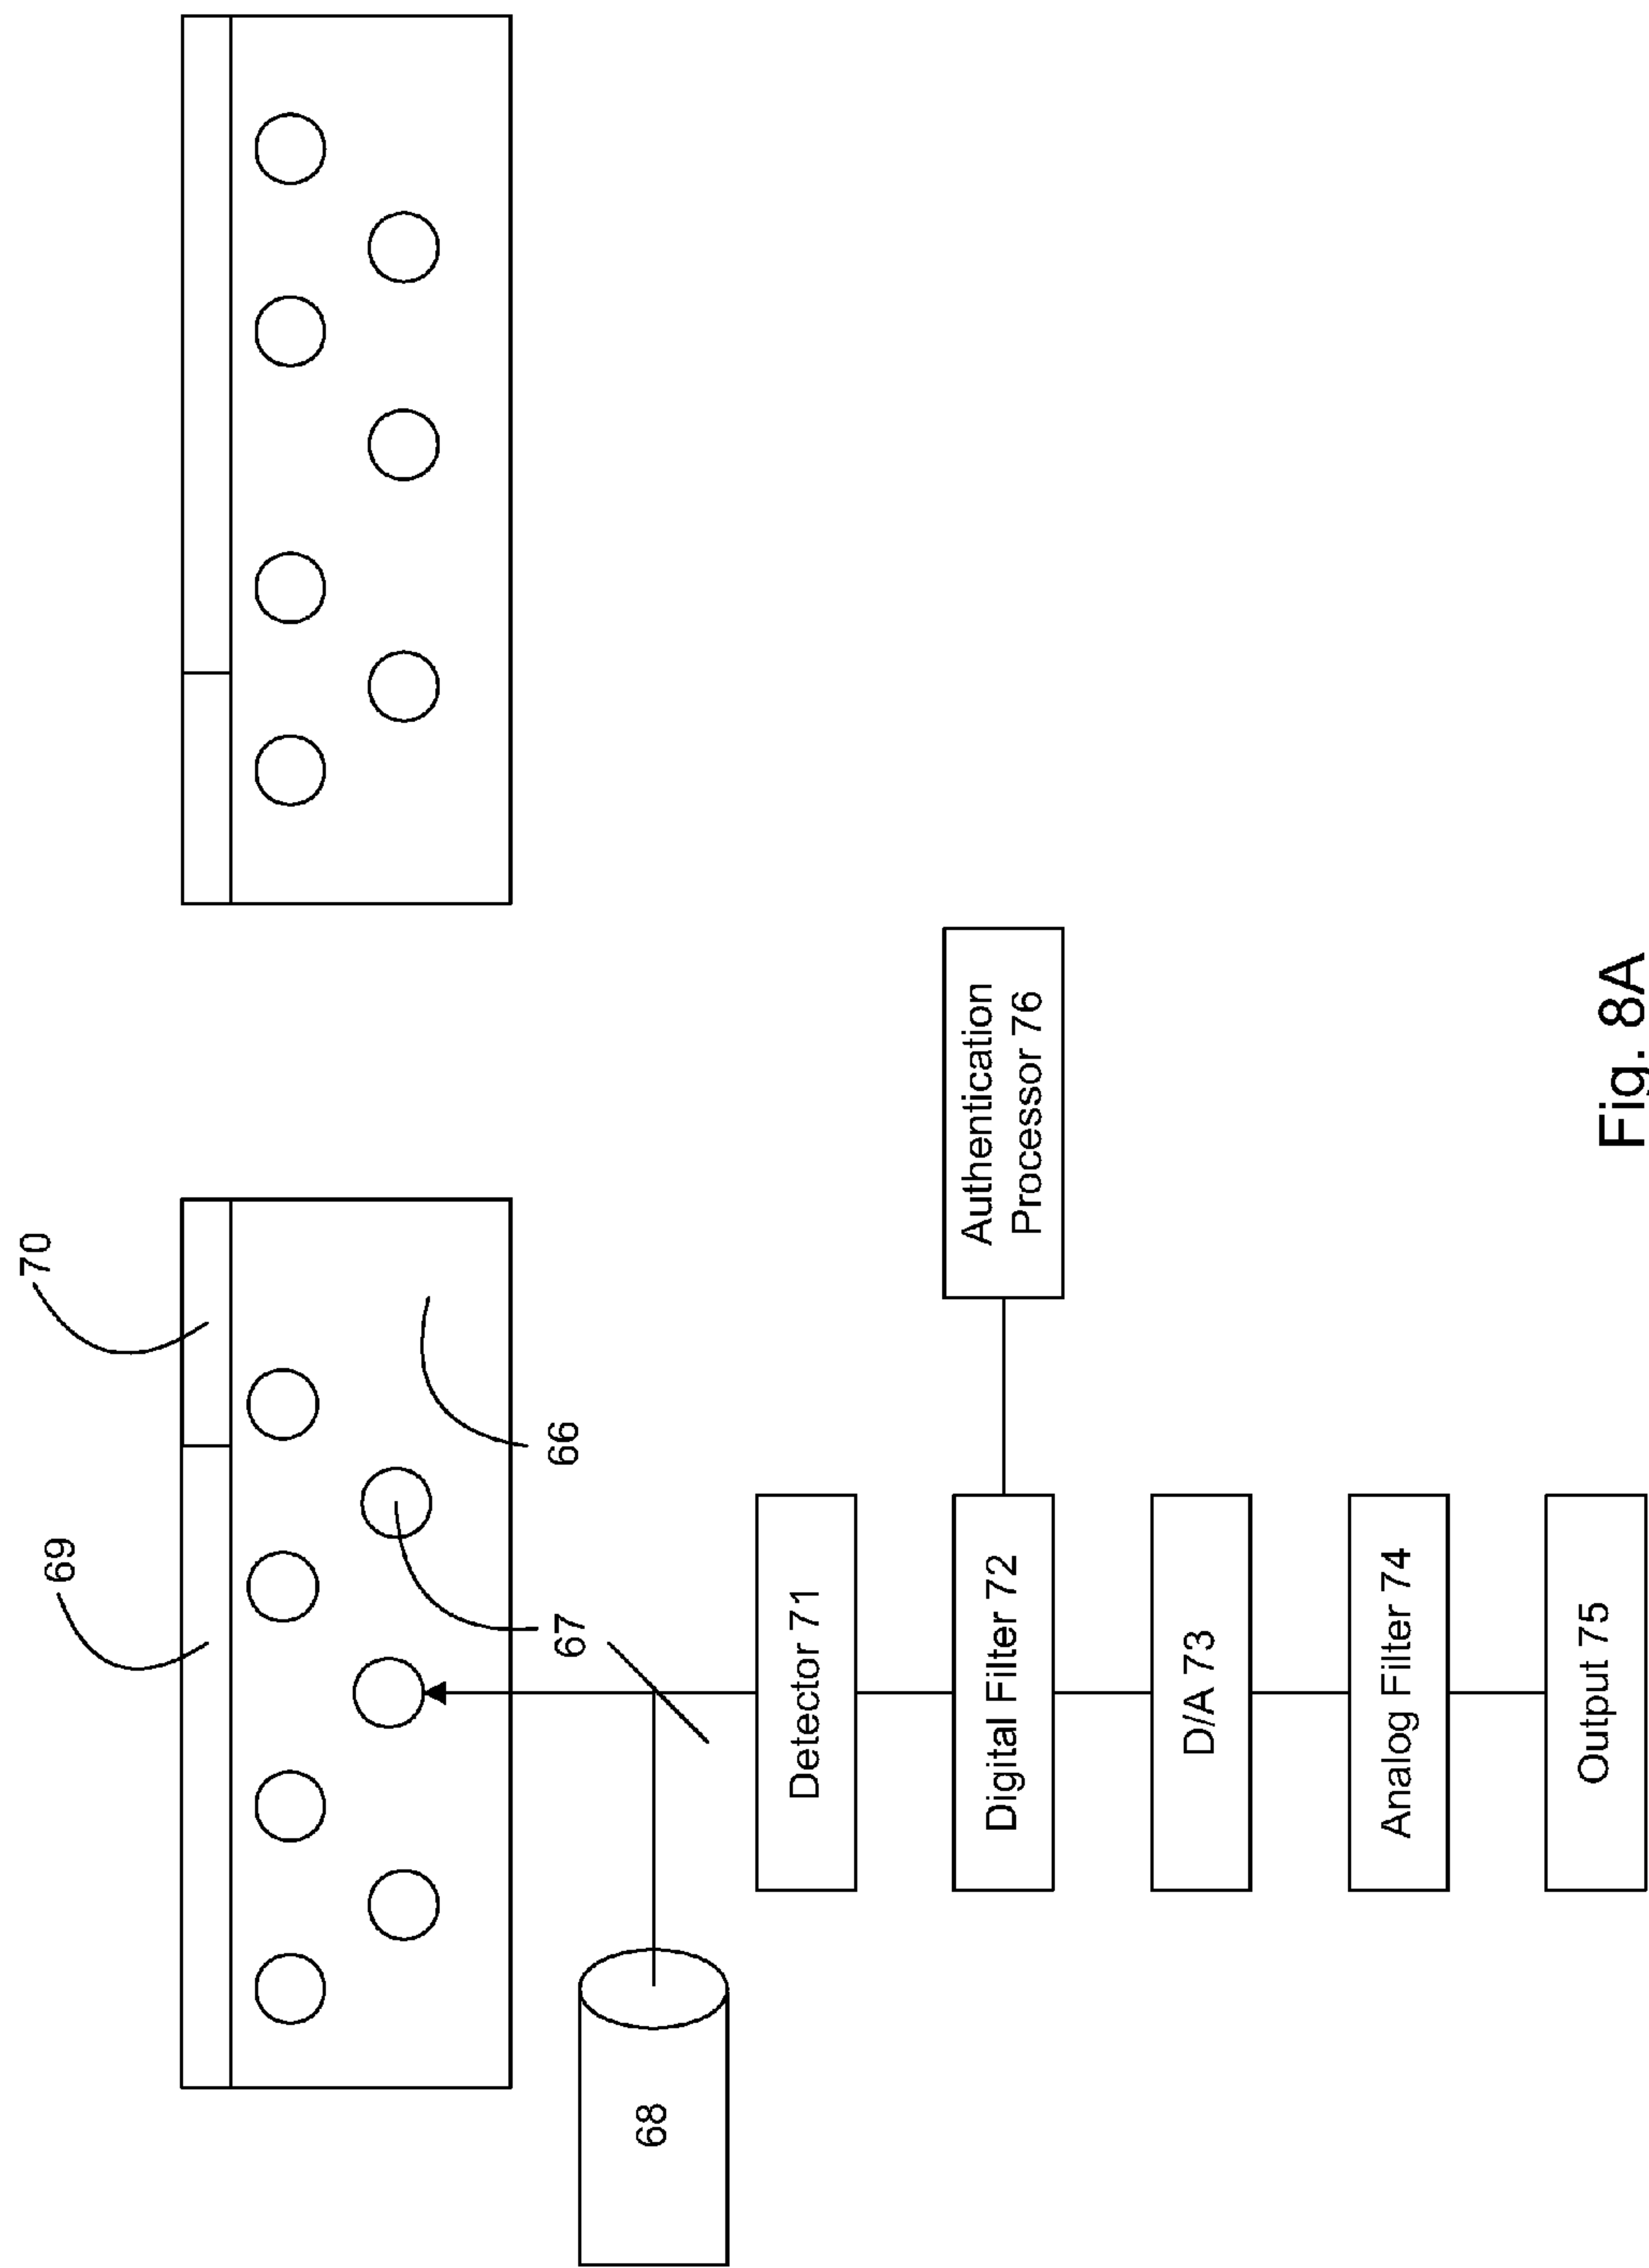 70
69
66
67
68
Detector 71
Digital Filter 72
Authentication
Processor 76
D/A 73
Analog Filter 74
Output 75
Fig. 8A